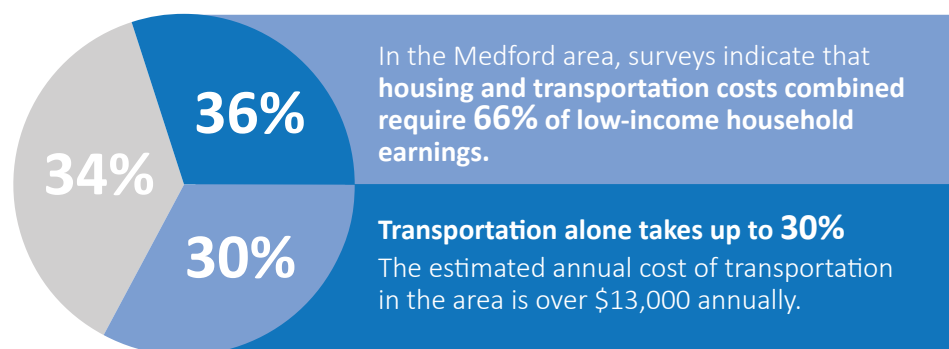 36%
34%
30%
In the Medford area, surveys indicate that
housing and transportation costs combined
require 66% of low-income household
earnings.
Transportation alone takes up to 30%
The estimated annual cost of transportation
in the area is over $13,000 annually.